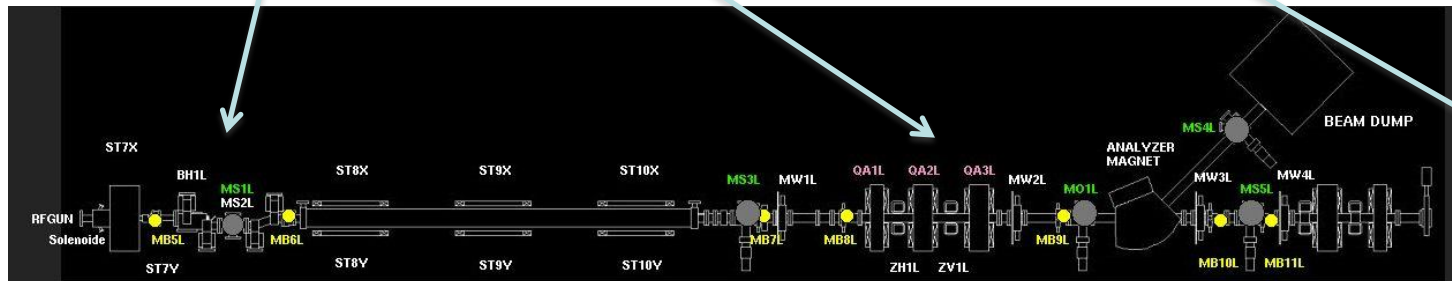 ST7X
BH1L
MS1L
MS2L
RFGUN
Solenoide
MB5L
ST7Y
MB6L
ST8X
ST9X
ST10X
ST8Y
ST9Y
ST10Y
MS3L
MW1L
MB7L
MB8L
QA1L
QA2L
QA3L
ZH1L
ZV1L
MW2L
MO1L
MB9L
ANALYZER
MAGNET
MS4L
BEAM DUMP
MW3L
MS5L
MW4L
MB10L
MB11L